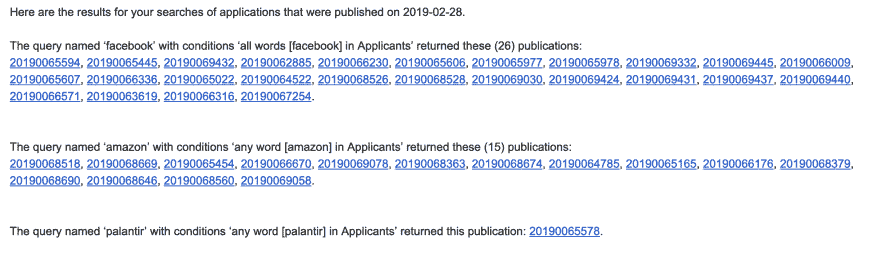 Here are the results for your searches of applications that were published on 2019-02-28.
The query named ‘facebook’ with conditions ‘all words [facebook] in Applicants’ returned these (26) publications:
20190065594, 20190065445, 20190069432, 20190062885, 20190066230, 20190065606, 20190065977, 20190065978, 20190069332, 20190069445, 20190066009,
20190065607, 20190066336, 20190065022, 20190064522, 20190068526, 20190068528, 20190069030, 20190069424, 20190069431, 20190069437, 20190069440,
20190066571, 20190063619, 20190066316, 20190067254.
The query named ‘amazon’ with conditions ‘any word [amazon] in Applicants’ returned these (15) publications:
20190068518, 20190068669, 20190065454, 20190066670, 20190069078, 20190068363, 20190068674, 20190064785, 20190065165, 20190066176, 20190068379,
20190068690, 20190068646, 20190068560, 20190069058.
The query named ‘palantir’ with conditions ‘any word [palantir] in Applicants’ returned this publication: 20190065578.